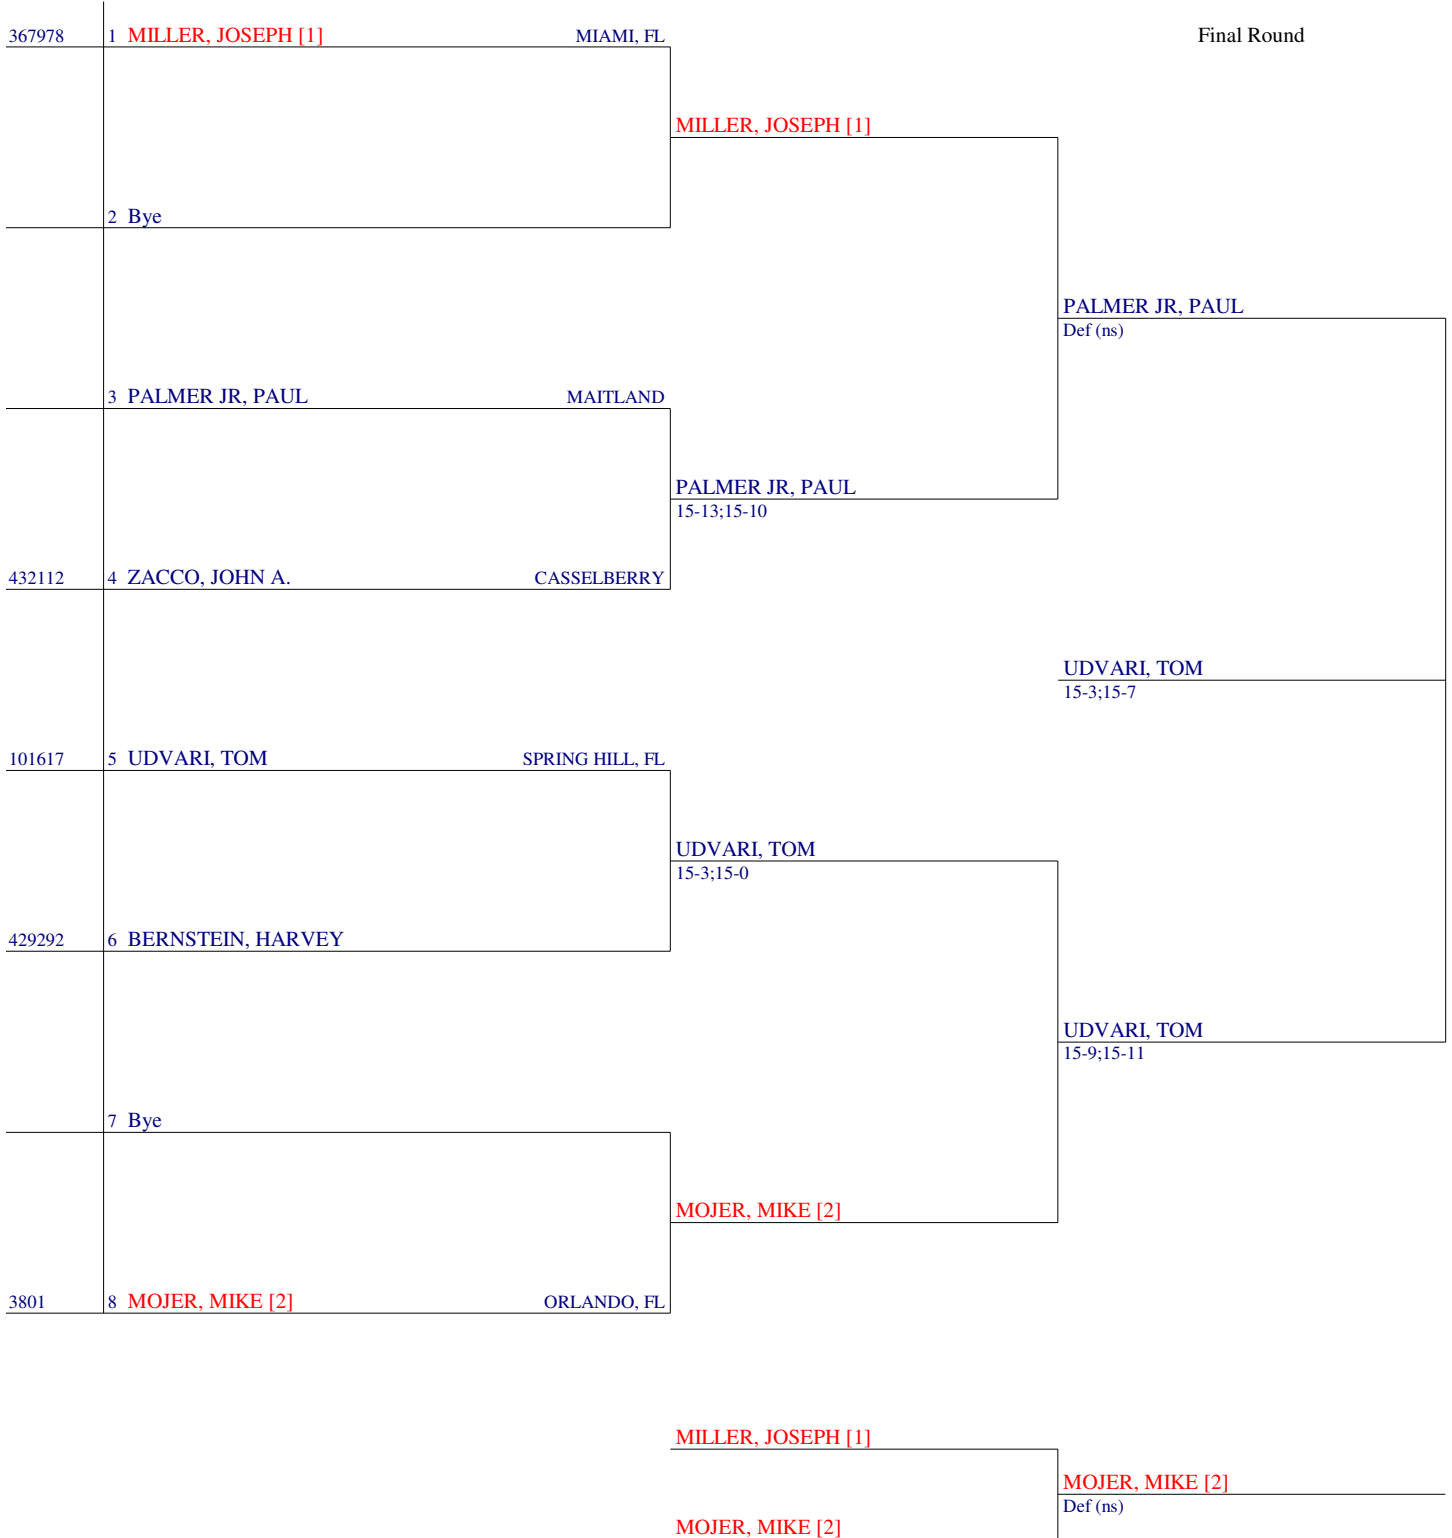 367978 1 MILLER, JOSEPH [1] MIAMI, FL Final Round
MILLER, JOSEPH [1]
2 Bye
PALMER JR, PAUL
Def (ns)
3 PALMER JR, PAUL MAITLAND
PALMER JR, PAUL
15-13;15-10
432112 4 ZACCO, JOHN A. CASSELBERRY
UDVARI, TOM
15-3;15-7
101617 5 UDVARI, TOM SPRING HILL, FL
UDVARI, TOM
15-3;15-0
429292 6 BERNSTEIN, HARVEY
UDVARI, TOM
15-9;15-11
7 Bye
MOJER, MIKE [2]
3801 8 MOJER, MIKE [2] ORLANDO, FL
MILLER, JOSEPH [1]
MOJER, MIKE [2]
Def (ns)
MOJER, MIKE [2]